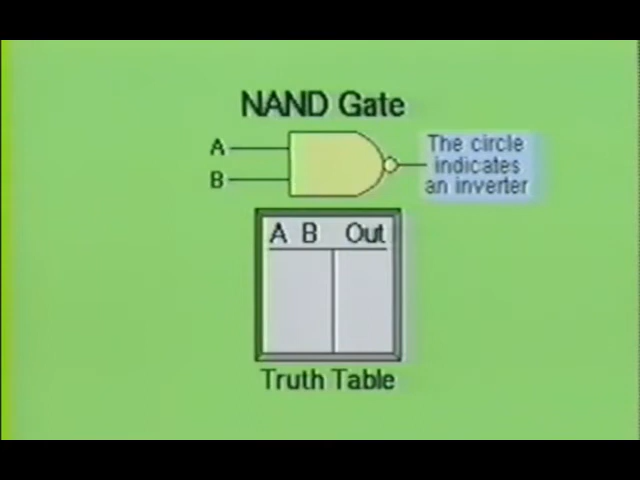 NAND Gate
A
B
The circle
indicates
an inverter
A B Out
Truth Table